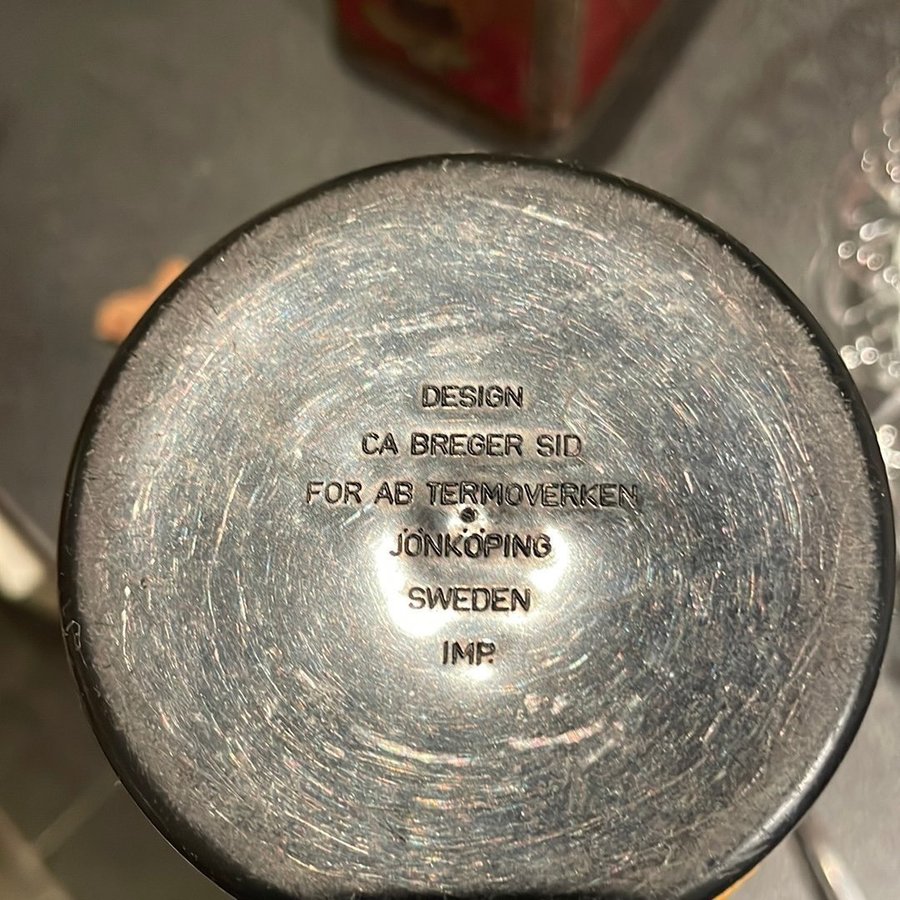 DESIGN
CA BREGER SID
FOR AB TERMOVERKEN
JÖNKÖPING
SWEDEN
IMP.